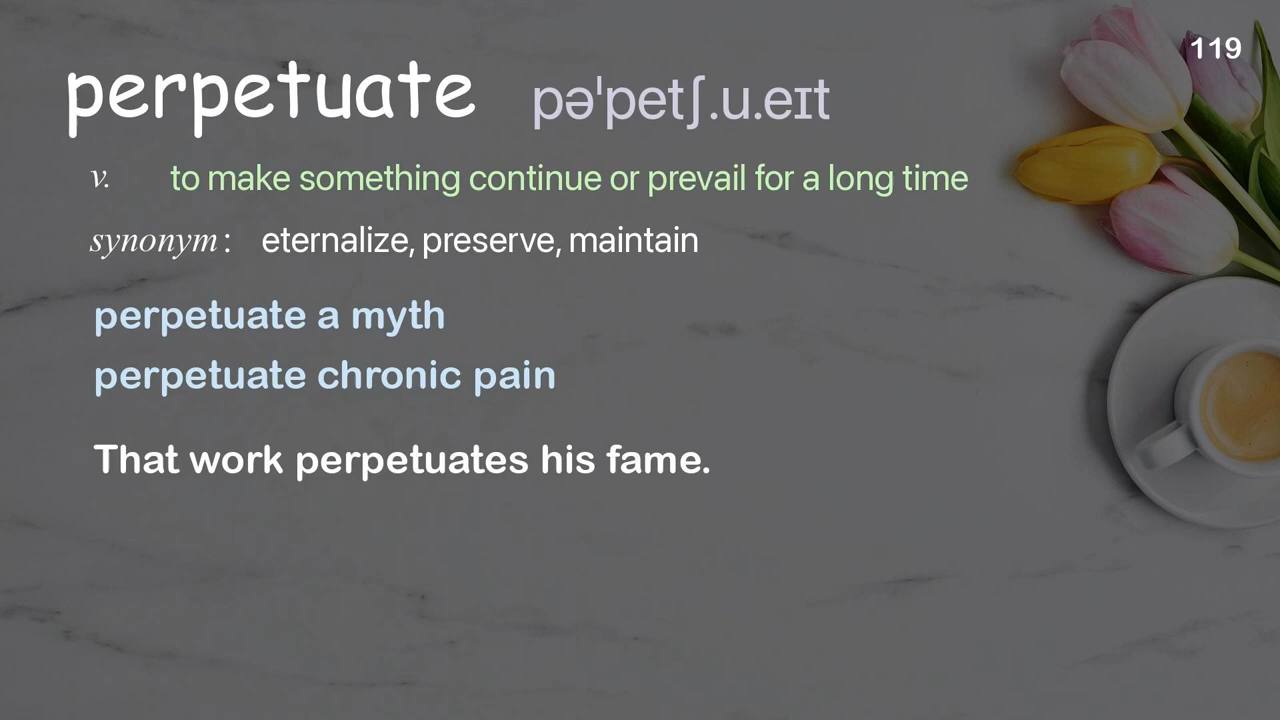 119
perpetuate pəˈpetʃ.u.eɪt
v. to make something continue or prevail for a long time
synonym: eternalize, preserve, maintain
perpetuate a myth
perpetuate chronic pain
That work perpetuates his fame.